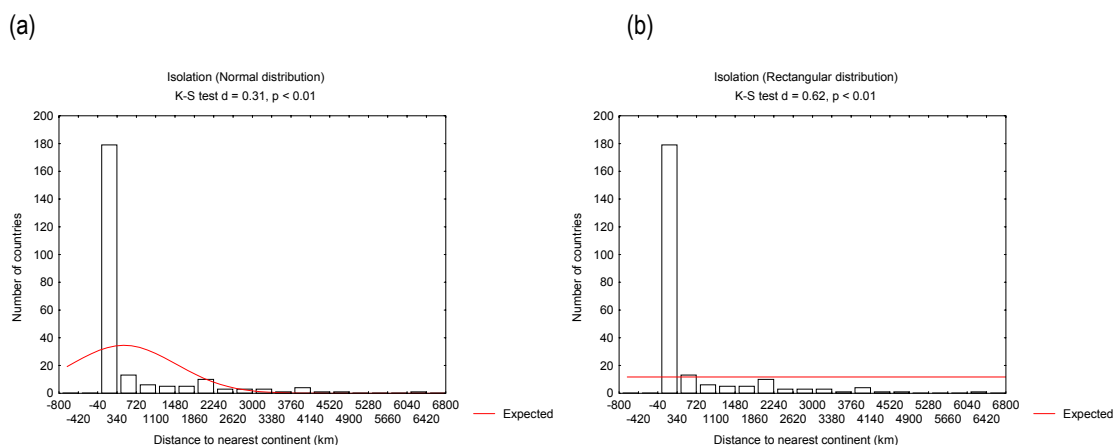 (a)
Isolation (Normal distribution)
K-S test d = 0.31, p < 0.01
Number of countries
200
180
160
140
120
100
80
60
40
20
0
-800 -40 720 1480 2240 3000 3760 4520 5280 6040 6800
-420 340 1100 1860 2620 3380 4140 4900 5660 6420
Distance to nearest continent (km)
Expected
(b)
Isolation (Rectangular distribution)
K-S test d = 0.62, p < 0.01
Number of countries
200
180
160
140
120
100
80
60
40
20
0
-800 -40 720 1480 2240 3000 3760 4520 5280 6040 6800
-420 340 1100 1860 2620 3380 4140 4900 5660 6420
Distance to nearest continent (km)
Expected